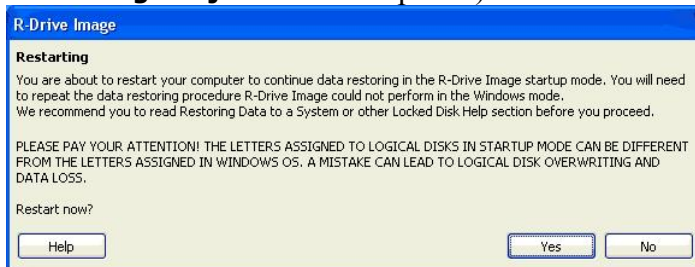 R-Drive Image
Restarting
You are about to restart your computer to continue data restoring in the R-Drive Image startup mode. You will need
to repeat the data restoring procedure R-Drive Image could not perform in the Windows mode.
We recommend you to read Restoring Data to a System or other Locked Disk Help section before you proceed.
PLEASE PAY YOUR ATTENTION! THE LETTERS ASSIGNED TO LOGICAL DISKS IN STARTUP MODE CAN BE DIFFERENT
FROM THE LETTERS ASSIGNED IN WINDOWS OS. A MISTAKE CAN LEAD TO LOGICAL DISK OVERWRITING AND
DATA LOSS.
Restart now?
Help Yes No